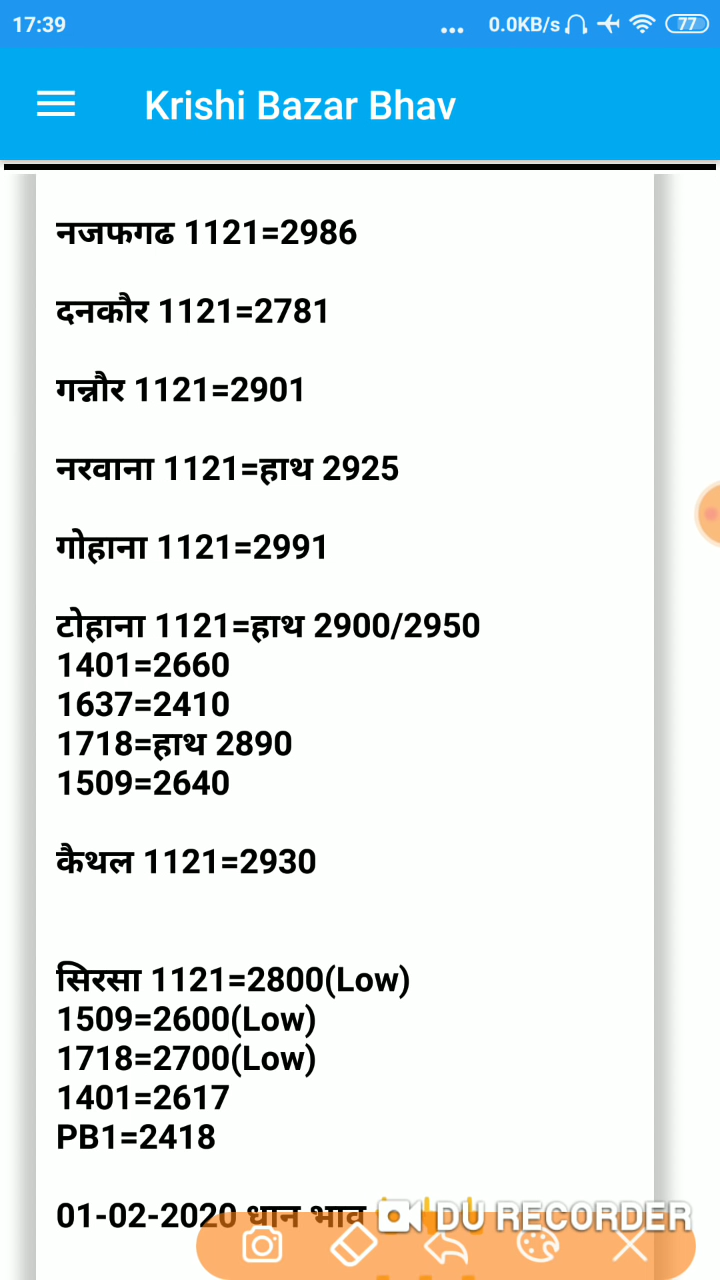 17:39 ... 0.0KB/s 77
Krishi Bazar Bhav
नजफगढ 1121=2986
दनकौर 1121=2781
गन्नौर 1121=2901
नरवाना 1121=हाथ 2925
गोहाना 1121=2991
टोहाना 1121=हाथ 2900/2950
1401=2660
1637=2410
1718=हाथ 2890
1509=2640
कैथल 1121=2930
सिरसा 1121=2800(Low)
1509=2600(Low)
1718=2700(Low)
1401=2617
PB1=2418
01-02-2020 धान भाव
DU RECORDER